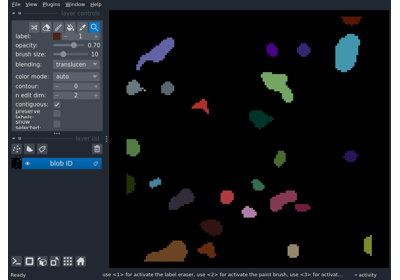 File View Plugins Window Help
layer controls
label: 1
opacity: 0.70
brush size: 10
blending: translucen
color mode: auto
contour: 0
n edit dim: 2
contiguous:
preserve labels:
show selected:
layer list
blob ID
Ready use <1> for activate the label eraser, use <2> for activate the paint brush, use <3> for activat... activity